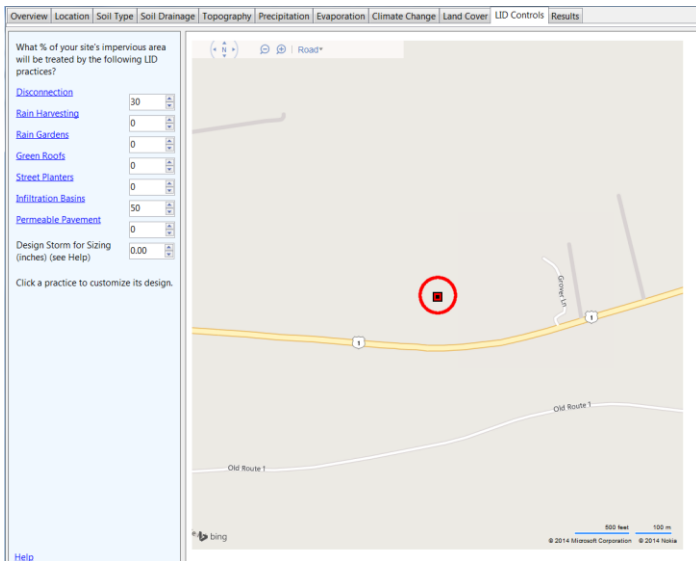 Overview Location Soil Type Soil Drainage Topography Precipitation Evaporation Climate Change Land Cover LID Controls Results
What % of your site's impervious area
will be treated by the following LID
practices?
Disconnection
30
Rain Harvesting
0
Rain Gardens
0
Green Roofs
0
Street Planters
0
Infiltration Basins
50
Permeable Pavement
0
Design Storm for Sizing
(inches) (see Help)
0.00
Click a practice to customize its design.
Help
N
Road
Grover Ln
1
1
Old Route 1
Old Route 1
bing
500 feet 100 m
© 2014 Microsoft Corporation © 2014 Nokia